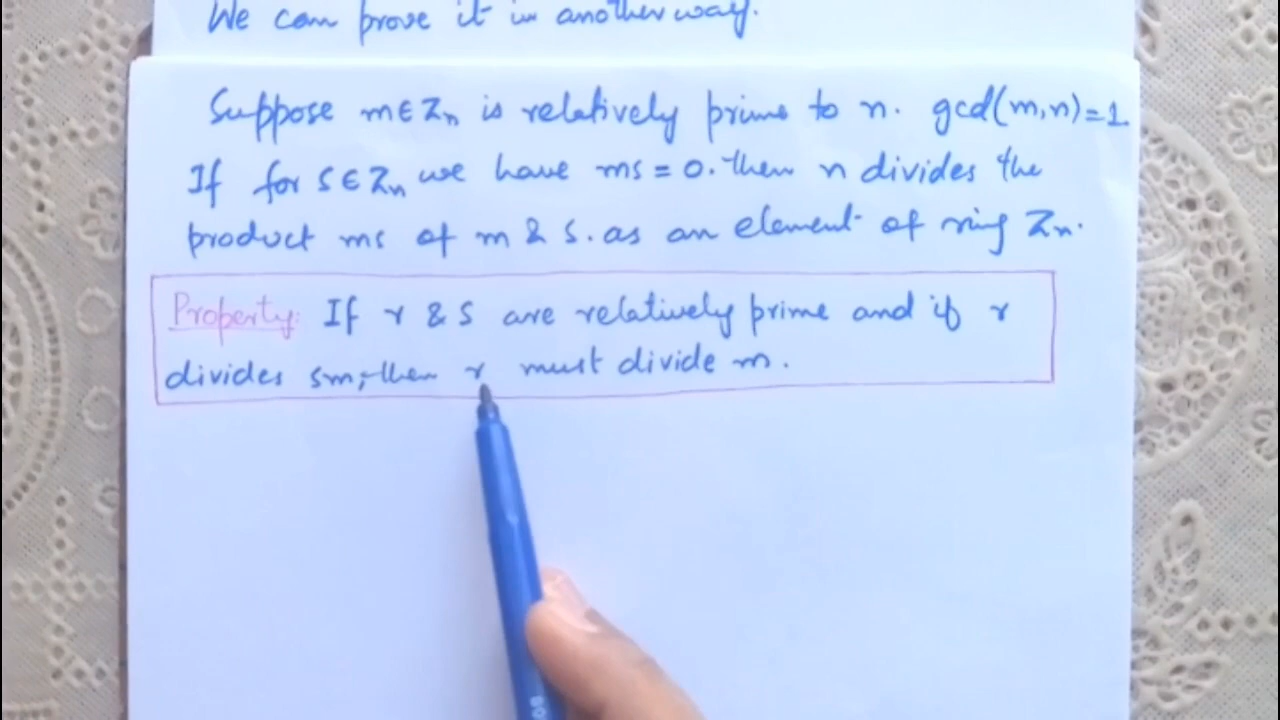 We can prove it in another way.
Suppose m∈Zn is relatively prime to n. gcd(m,n)=1
If for s∈Zn we have ms=0. then n divides the
product ms of m & s. as an element of ring Zn.
Property: If r & s are relatively prime and if r
divides sm, then r must divide m.